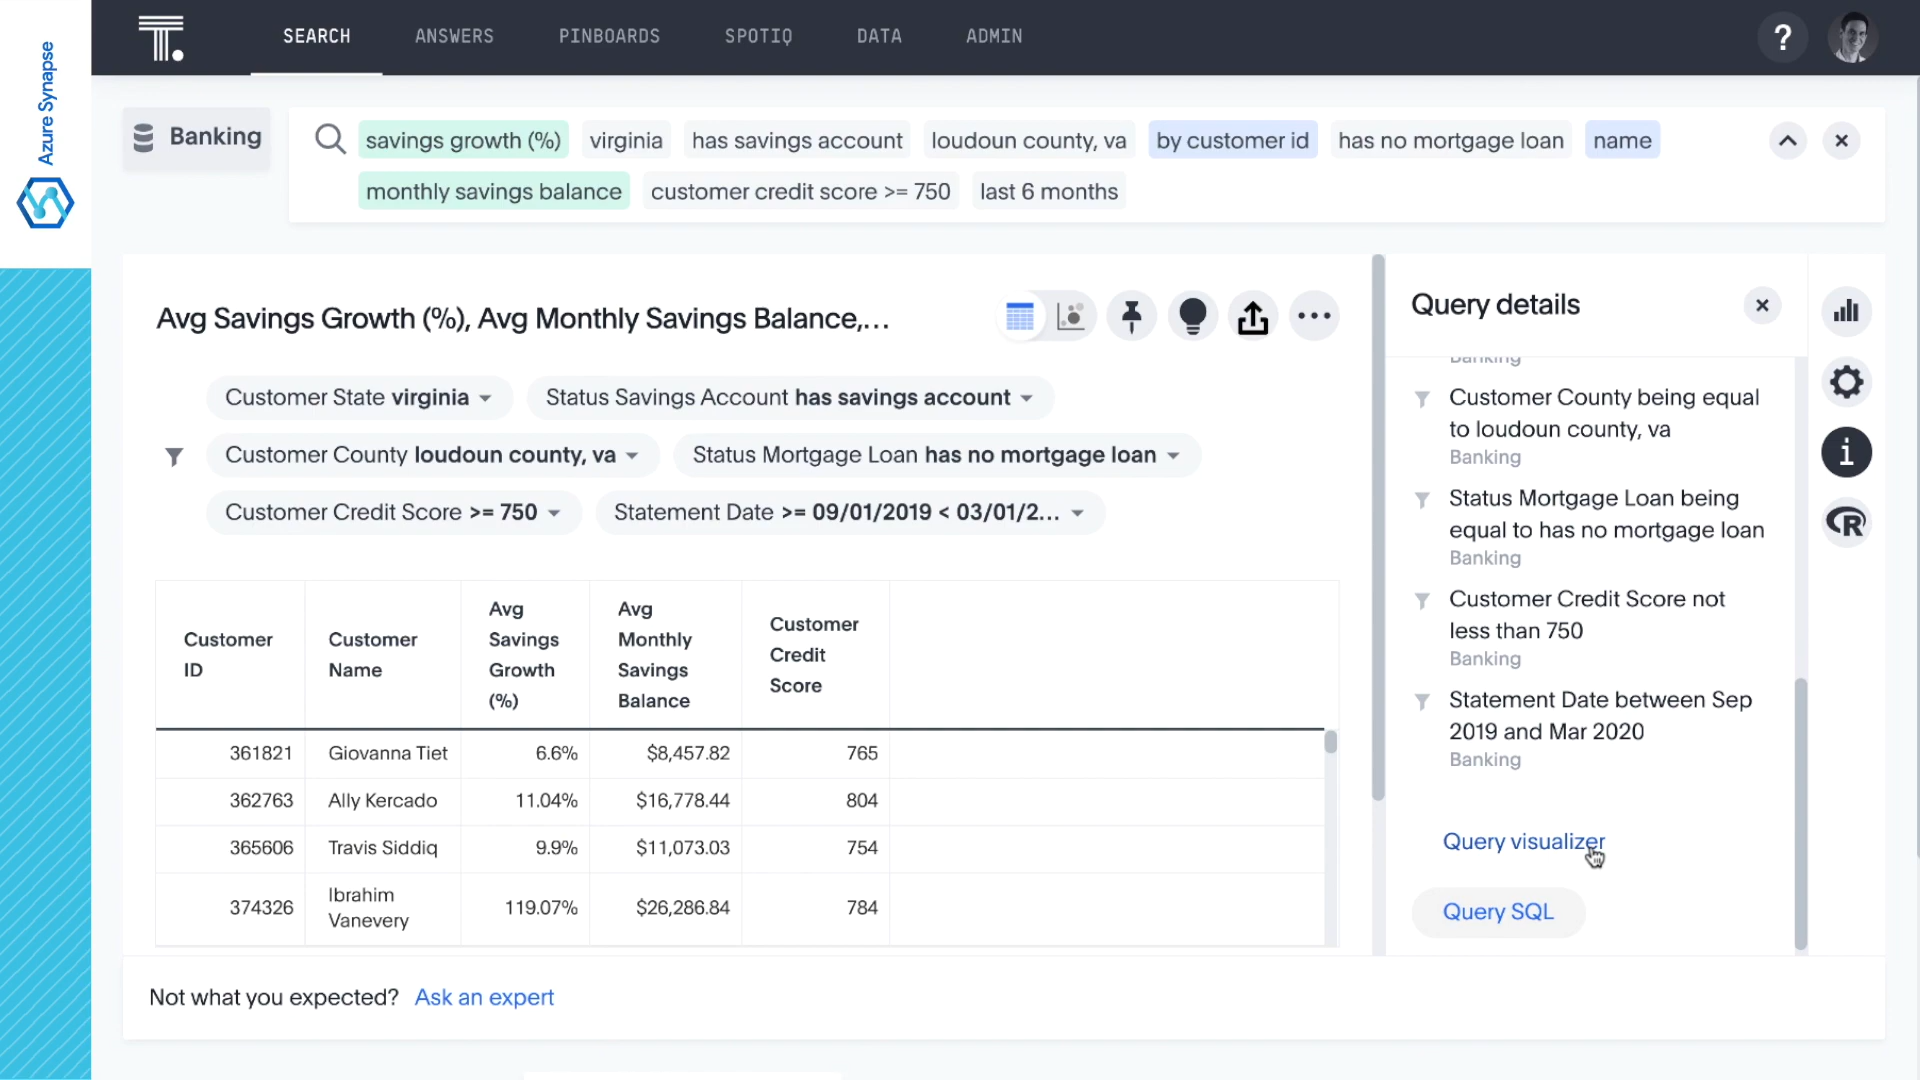 Azure Synapse
T.
SEARCH
ANSWERS
PINBOARDS
SPOTIQ
DATA
ADMIN
?
Banking
savings growth (%) virginia has savings account loudoun county, va by customer id has no mortgage loan name
monthly savings balance customer credit score >= 750 last 6 months
Avg Savings Growth (%), Avg Monthly Savings Balance,...
Customer State virginia
Status Savings Account has savings account
Customer County loudoun county, va
Status Mortgage Loan has no mortgage loan
Customer Credit Score >= 750
Statement Date >= 09/01/2019 < 03/01/2...
Customer
ID
Customer
Name
Avg
Savings
Growth
(%)
Avg
Monthly
Savings
Balance
Customer
Credit
Score
361821 Giovanna Tiet 6.6% $8,457.82 765
362763 Ally Kercado 11.04% $16,778.44 804
365606 Travis Siddiq 9.9% $11,073.03 754
374326 Ibrahim
Vanevery 119.07% $26,286.84 784
Not what you expected? Ask an expert
Query details
Banking
Customer County being equal
to loudoun county, va
Banking
Status Mortgage Loan being
equal to has no mortgage loan
Banking
Customer Credit Score not
less than 750
Banking
Statement Date between Sep
2019 and Mar 2020
Banking
Query visualizer
Query SQL
i
R